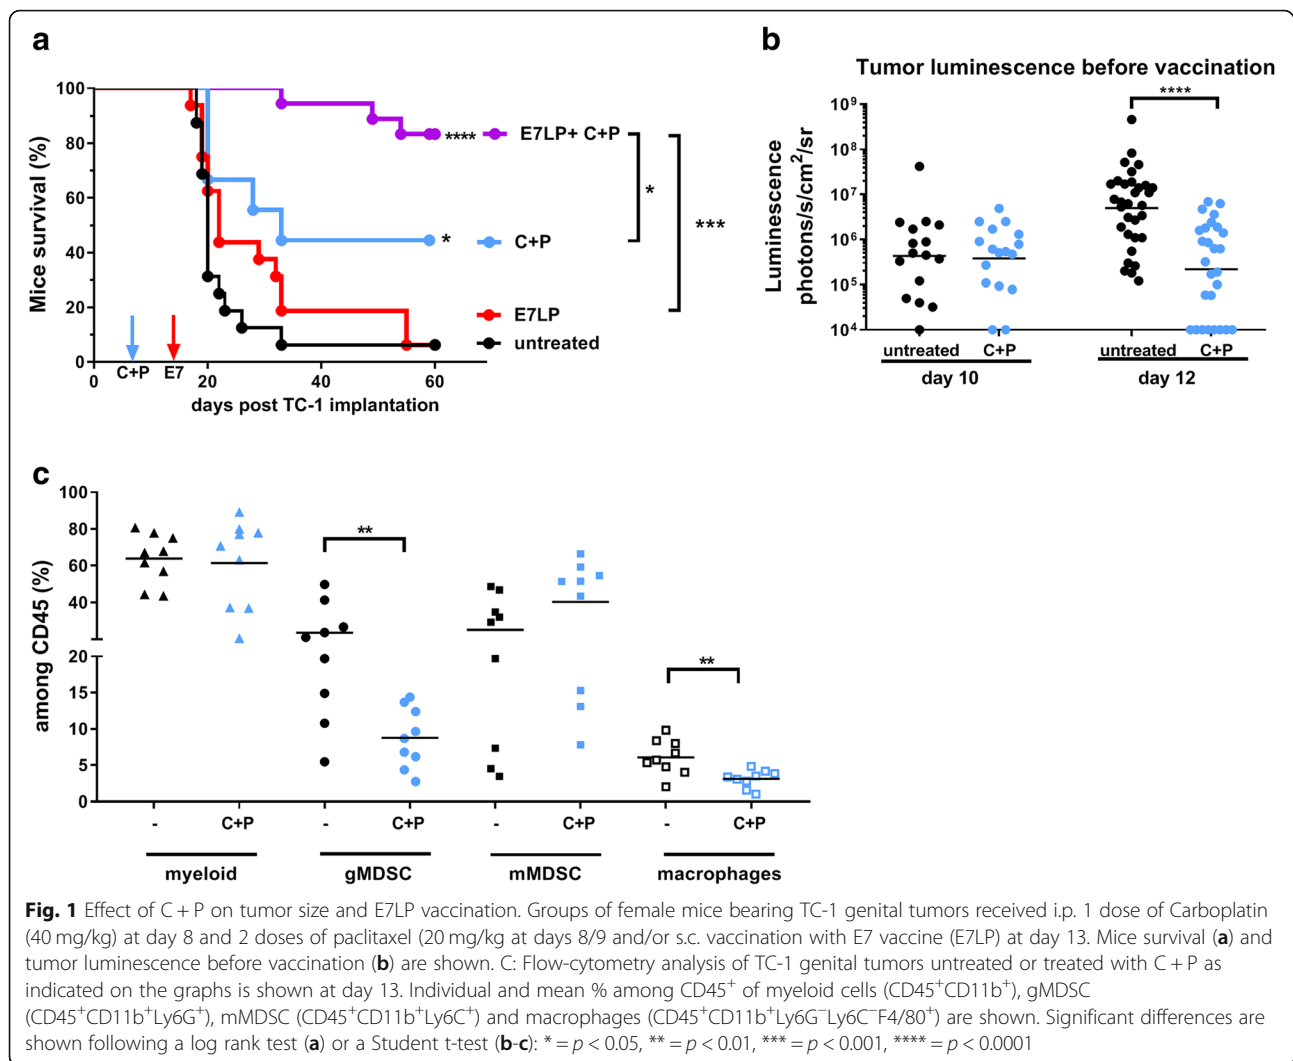 a
Mice survival (%)
100
80
60
40
20
0
0
20
40
60
C+P
E7
days post TC-1 implantation
****
E7LP+ C+P
*
C+P
*
***
E7LP
untreated
b
Tumor luminescence before vaccination
Luminescence
photons/s/cm²/sr
10⁹
10⁸
10⁷
10⁶
10⁵
10⁴
****
untreated
C+P
untreated
C+P
day 10
day 12
c
among CD45 (%)
100
80
60
40
20
15
10
5
0
**
**
-
C+P
-
C+P
-
C+P
-
C+P
myeloid
gMDSC
mMDSC
macrophages
Fig. 1 Effect of C + P on tumor size and E7LP vaccination. Groups of female mice bearing TC-1 genital tumors received i.p. 1 dose of Carboplatin
(40 mg/kg) at day 8 and 2 doses of paclitaxel (20 mg/kg at days 8/9 and/or s.c. vaccination with E7 vaccine (E7LP) at day 13. Mice survival (a) and
tumor luminescence before vaccination (b) are shown. C: Flow-cytometry analysis of TC-1 genital tumors untreated or treated with C + P as
indicated on the graphs is shown at day 13. Individual and mean % among CD45⁺ of myeloid cells (CD45⁺CD11b⁺), gMDSC
(CD45⁺CD11b⁺Ly6G⁺), mMDSC (CD45⁺CD11b⁺Ly6C⁺) and macrophages (CD45⁺CD11b⁺Ly6G⁻Ly6C⁻F4/80⁺) are shown. Significant differences are
shown following a log rank test (a) or a Student t-test (b-c): * = p < 0.05, ** = p < 0.01, *** = p < 0.001, **** = p < 0.0001